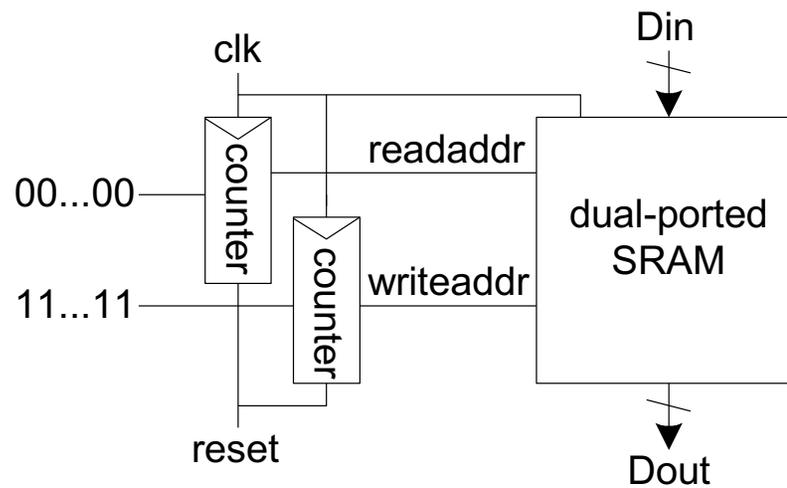 Din
clk
counter
readaddr
00...00
dual-ported
SRAM
counter
11...11
writeaddr
reset
Dout